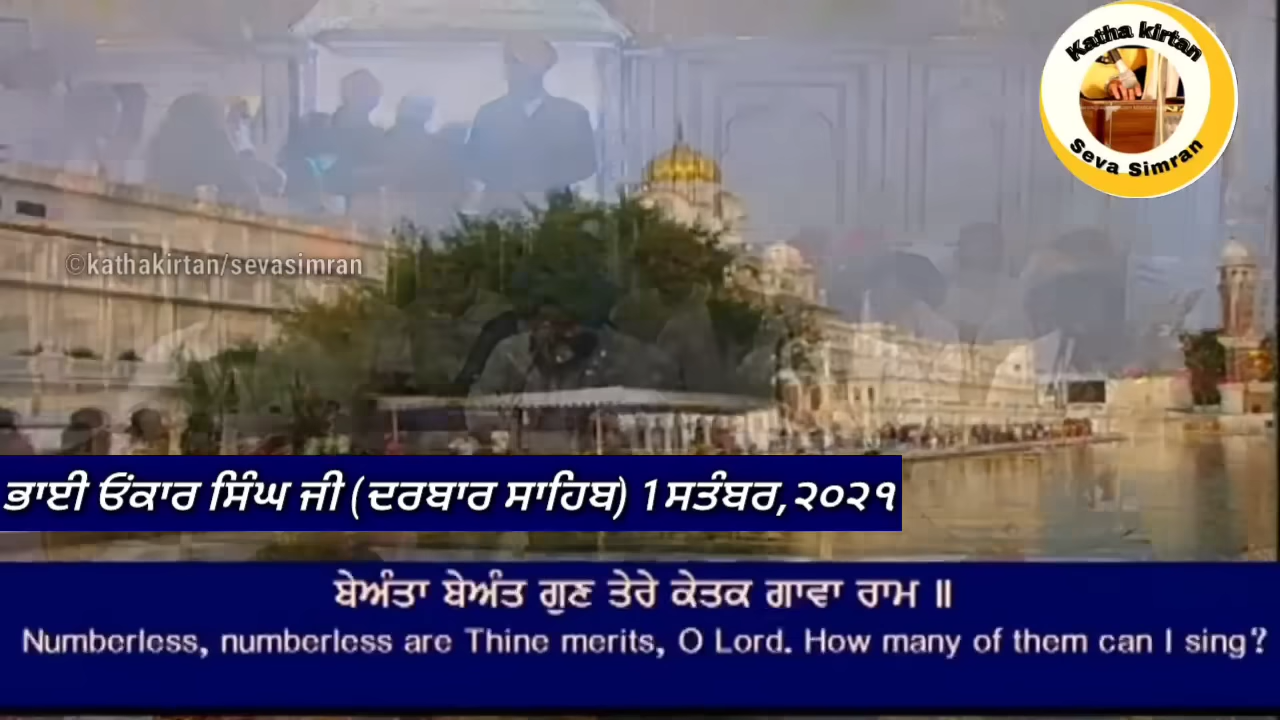 Katha kirtan
Seva Simran
©kathakirtan/sevasimran
ਭਾਈ ਓਂਕਾਰ ਸਿੰਘ ਜੀ (ਦਰਬਾਰ ਸਾਹਿਬ) 1 ਸਤੰਬਰ, ੨੦੨੧
ਬੇਅੰਤਾ ਬੇਅੰਤ ਗੁਣ ਤੇਰੇ ਕੇਤਕ ਗਾਵਾ ਰਾਮ ॥
Numberless, numberless are Thine merits, O Lord. How many of them can I sing?